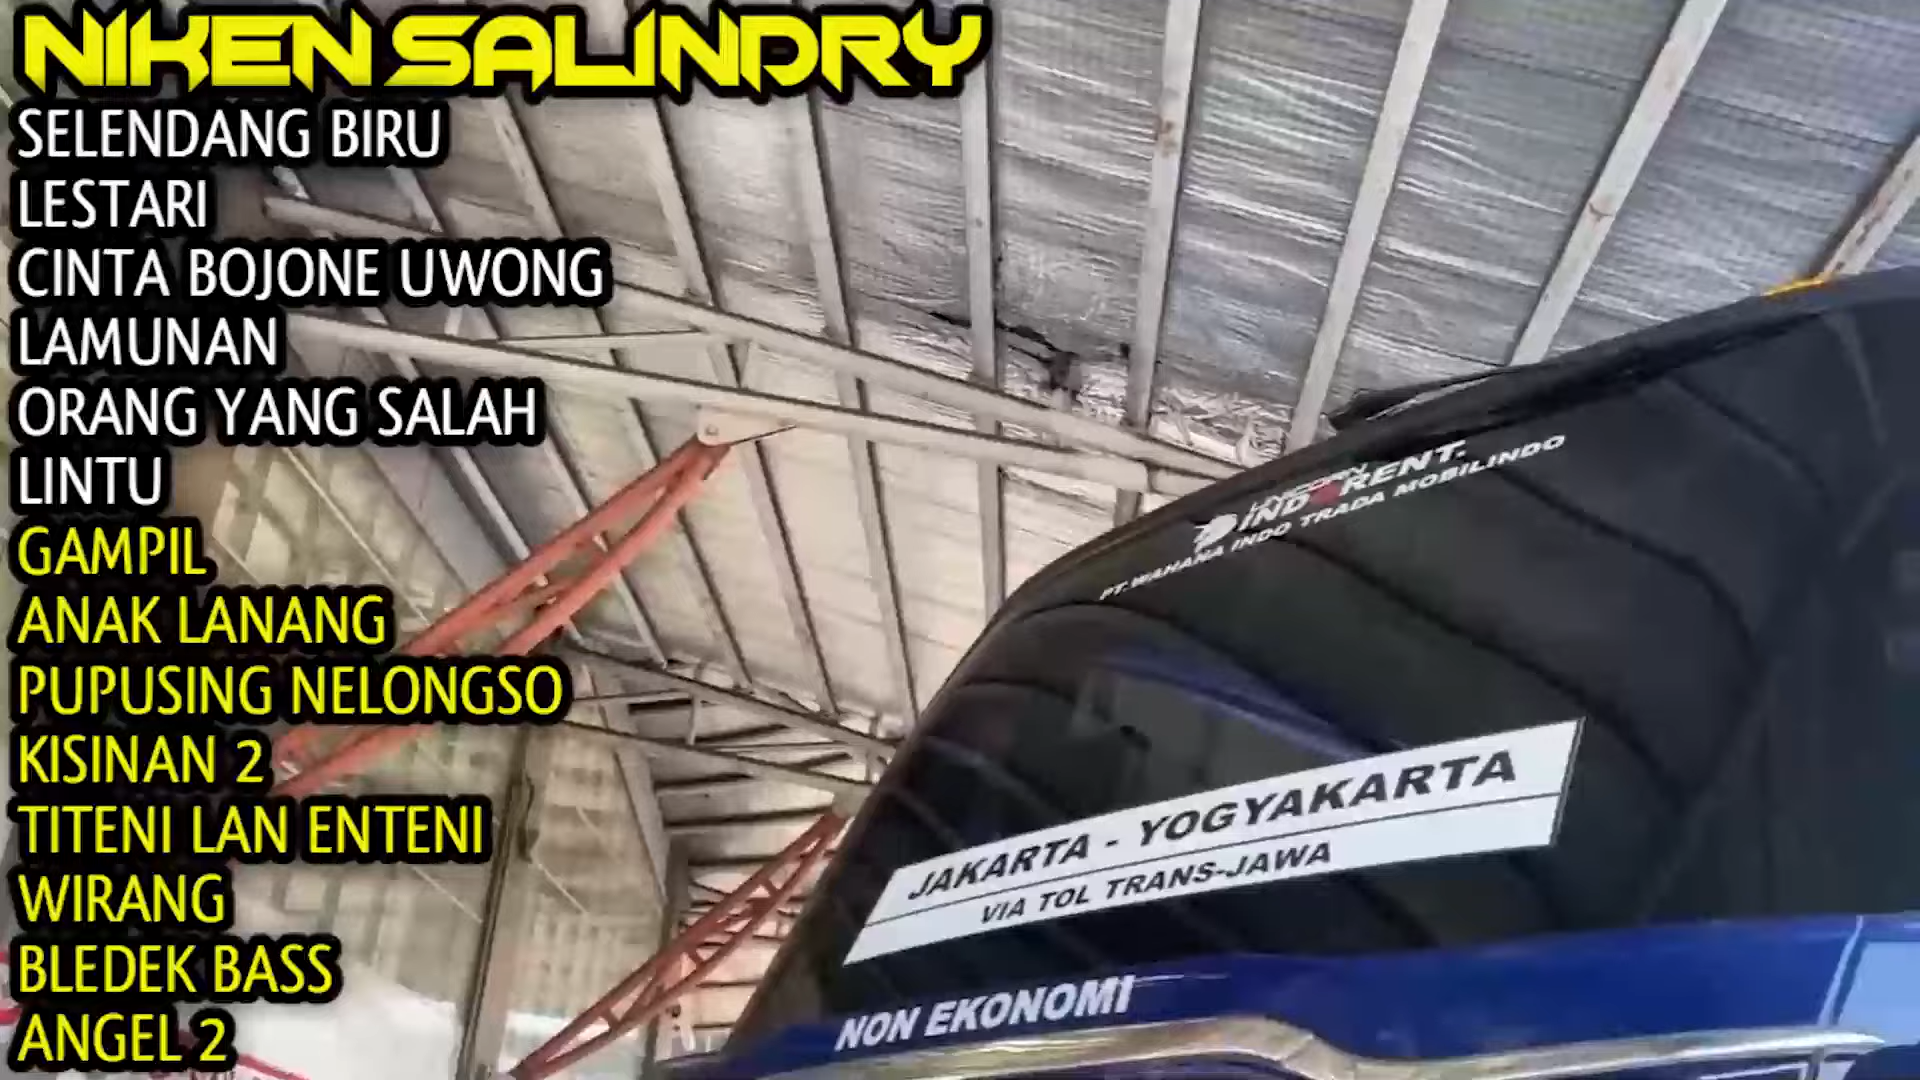 NIKEN SALINDRY
SELENDANG BIRU
LESTARI
CINTA BOJONE UWONG
LAMUNAN
ORANG YANG SALAH
LINTU
GAMPIL
ANAK LANANG
PUPUSING NELONGSO
KISINAN 2
TITENI LAN ENTENI
WIRANG
BLEDEK BASS
ANGEL 2
UNICORN
INDORENT.
PT.WAHANA INDO TRADA MOBILINDO
JAKARTA - YOGYAKARTA
VIA TOL TRANS-JAWA
NON EKONOMI